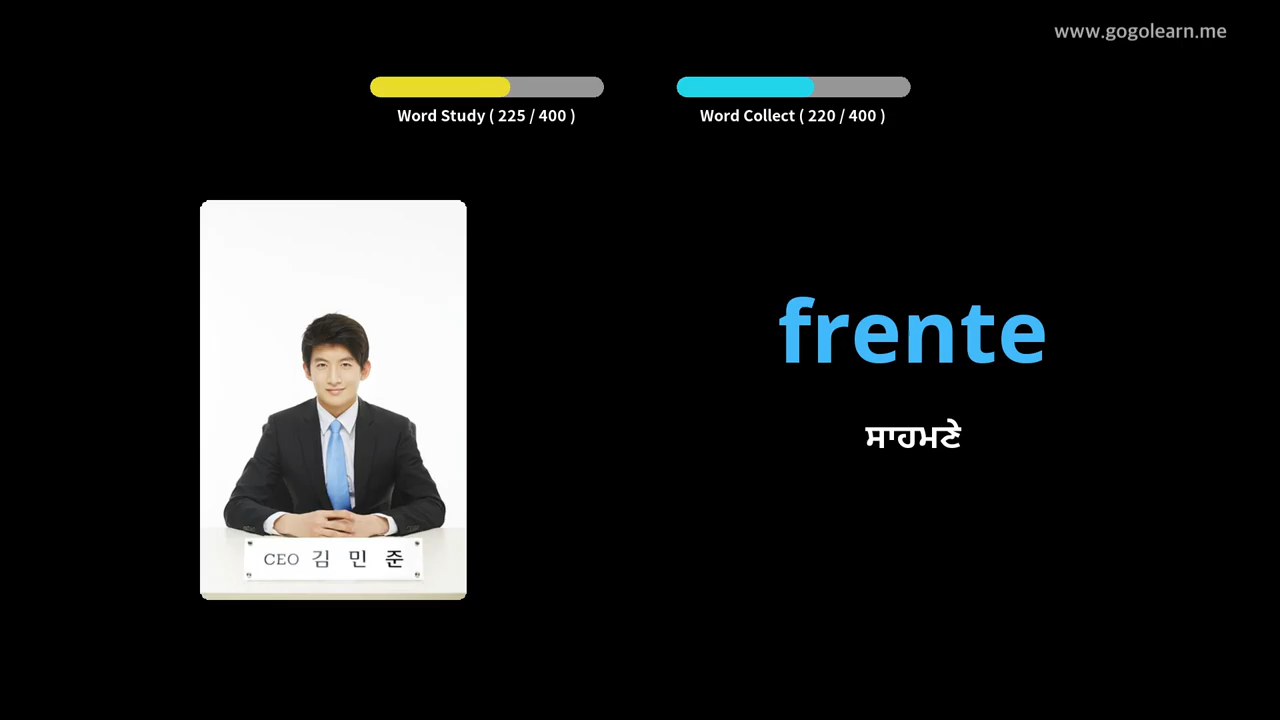 www.gogolearn.me
Word Study ( 225 / 400 )
Word Collect ( 220 / 400 )
frente
ਸਾਹਮਣੇ
CEO 김 민 준